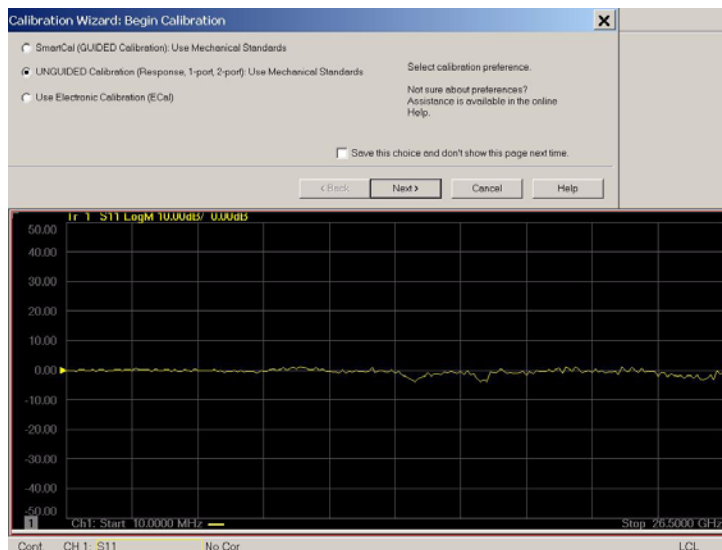 Calibration Wizard: Begin Calibration
SmartCal (GUIDED Calibration): Use Mechanical Standards
UNGUIDED Calibration (Response, 1-port, 2-port): Use Mechanical Standards
Use Electronic Calibration (ECal)
Select calibration preference.
Not sure about preferences?
Assistance is available in the online
Help.
Save this choice and don't show this page next time.
< Back
Next >
Cancel
Help
Tr 1 S11 LogM 10.00dB/ 0.00dB
50.00
40.00
30.00
20.00
10.00
0.00
-10.00
-20.00
-30.00
-40.00
-50.00
1
Ch1: Start 10.0000 MHz
Stop 26.5000 GHz
Cont. CH 1: S11 No Cor LCL